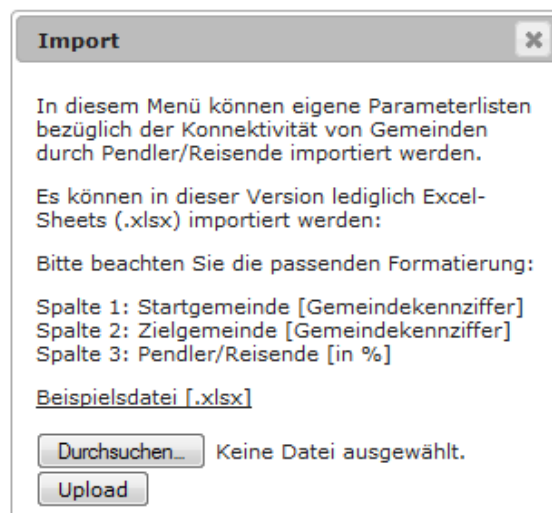 Import
In diesem Menü können eigene Parameterlisten
bezüglich der Konnektivität von Gemeinden
durch Pendler/Reisende importiert werden.
Es können in dieser Version lediglich Excel-
Sheets (.xlsx) importiert werden:
Bitte beachten Sie die passenden Formatierung:
Spalte 1: Startgemeinde [Gemeindekennziffer]
Spalte 2: Zielgemeinde [Gemeindekennziffer]
Spalte 3: Pendler/Reisende [in %]
Beispielsdatei [.xlsx]
Durchsuchen... Keine Datei ausgewählt.
Upload